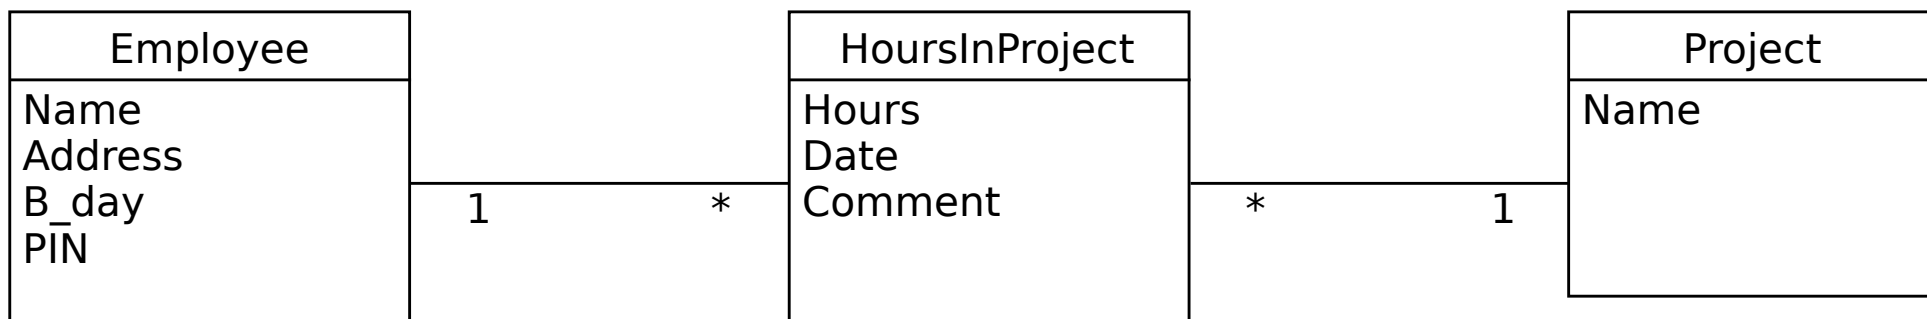 Employee
Name
Address
B_day
PIN
1
*
HoursInProject
Hours
Date
Comment
*
1
Project
Name